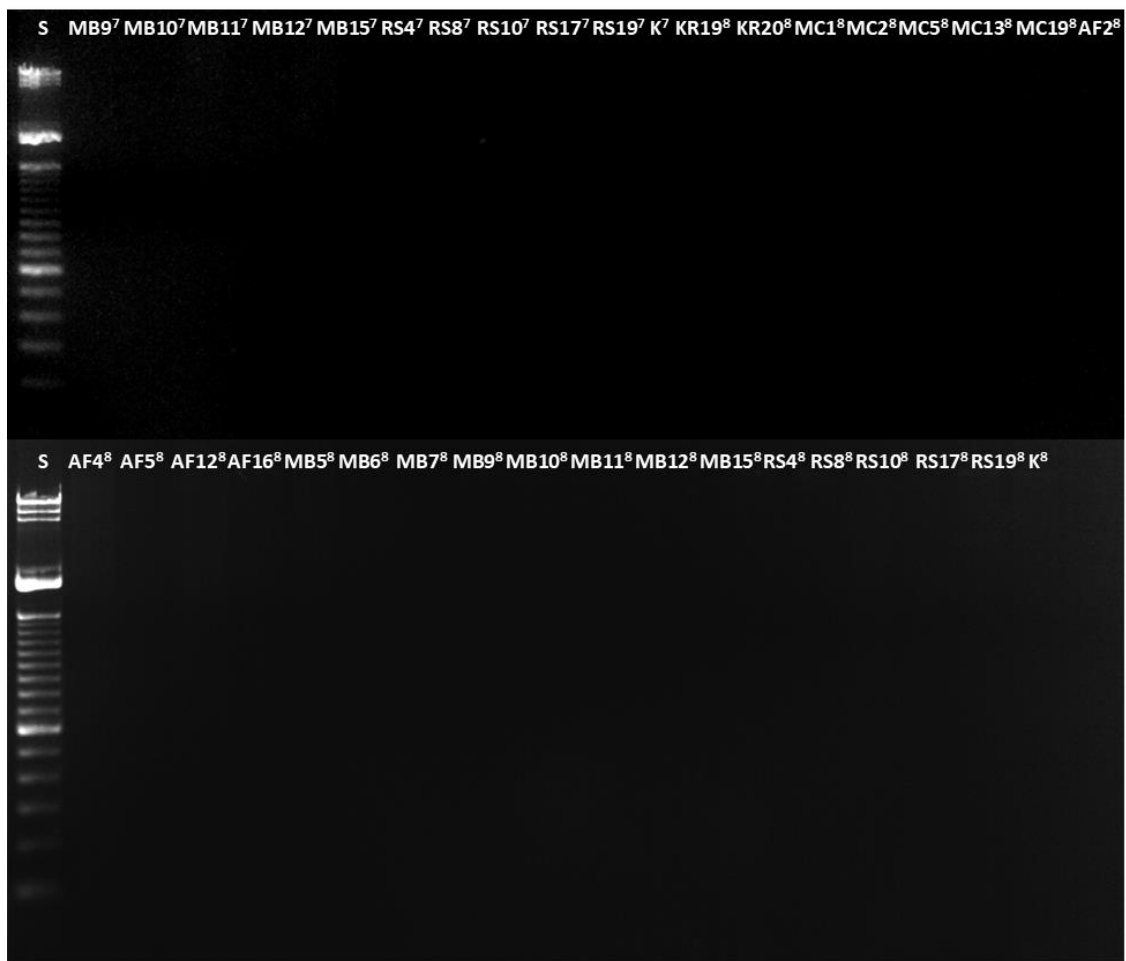 S MB9⁷ MB10⁷ MB11⁷ MB12⁷ MB15⁷ RS4⁷ RS8⁷ RS10⁷ RS17⁷ RS19⁷ K⁷ KR19⁸ KR20⁸ MC1⁸ MC2⁸ MC5⁸ MC13⁸ MC19⁸ AF2⁸
S AF4⁸ AF5⁸ AF12⁸ AF16⁸ MB5⁸ MB6⁸ MB7⁸ MB9⁸ MB10⁸ MB11⁸ MB12⁸ MB15⁸ RS4⁸ RS8⁸ RS10⁸ RS17⁸ RS19⁸ K⁸